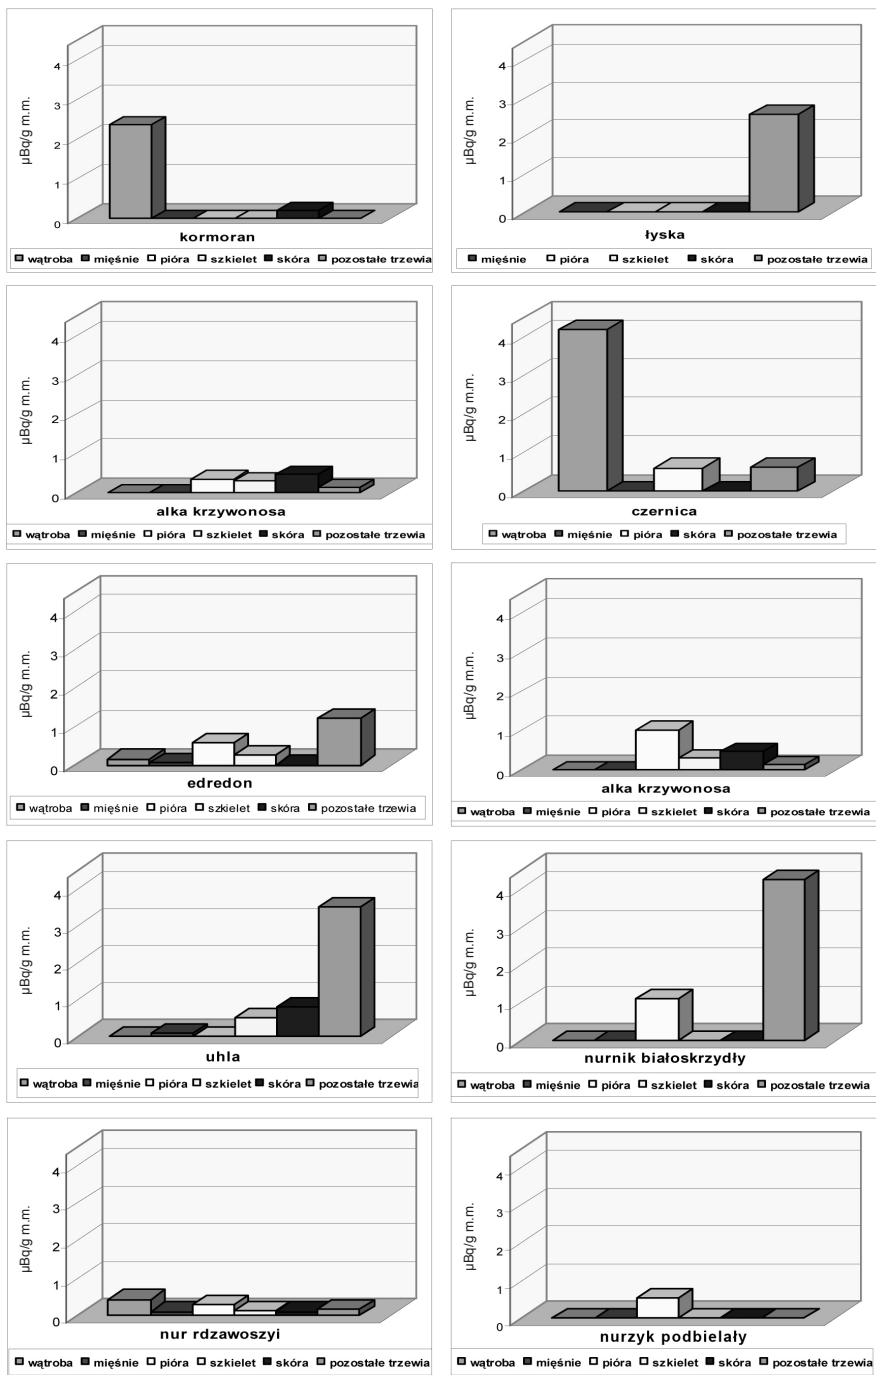 µBq/g m.m.
4
3
2
1
0
kormoran
wątroba mięśnie pióra szkielet skóra pozostałe trzewia
µBq/g m.m.
4
3
2
1
0
łyska
mięśnie pióra szkielet skóra pozostałe trzewia
µBq/g m.m.
4
3
2
1
0
alka krzywonosa
wątroba mięśnie pióra szkielet skóra pozostałe trzewia
µBq/g m.m.
4
3
2
1
0
czernica
wątroba mięśnie pióra skóra pozostałe trzewia
µBq/g m.m.
4
3
2
1
0
edredon
wątroba mięśnie pióra szkielet skóra pozostałe trzewia
µBq/g m.m.
4
3
2
1
0
alka krzywonosa
wątroba mięśnie pióra szkielet skóra pozostałe trzewia
µBq/g m.m.
4
3
2
1
0
uhla
wątroba mięśnie pióra szkielet skóra pozostałe trzewia
µBq/g m.m.
4
3
2
1
0
nurnik białoskrzydły
wątroba mięśnie pióra szkielet skóra pozostałe trzewia
µBq/g m.m.
4
3
2
1
0
nur rdzawoszyi
wątroba mięśnie pióra szkielet skóra pozostałe trzewia
µBq/g m.m.
4
3
2
1
0
nurzyk podbielały
wątroba mięśnie pióra szkielet skóra pozostałe trzewia